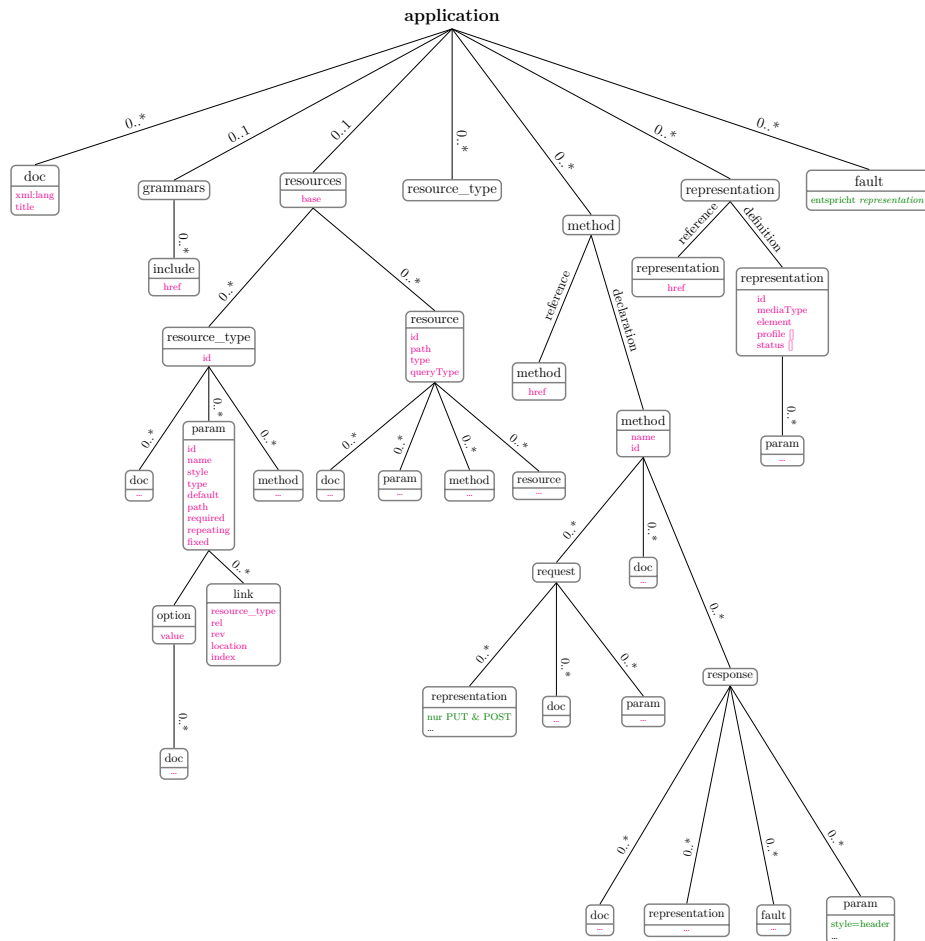 application
0..*
0..1
0..1
0..*
0..*
0..*
0..*
doc
xml:lang
title
grammars
resources
base
resource_type
method
representation
fault
entspricht representation
0..*
include
href
0..*
0..*
reference
declaration
reference
definition
representation
href
representation
id
mediaType
element
profile []
status []
resource_type
id
resource
id
path
type
queryType
method
href
method
name
id
0..*
param
...
0..*
0..*
0..*
doc
...
param
id
name
style
type
default
path
required
repeating
fixed
method
...
0..*
0..*
0..*
0..*
doc
...
param
...
method
...
resource
...
0..*
0..*
0..*
request
doc
...
response
0..*
option
value
link
resource_type
rel
rev
location
index
0..*
doc
...
0..*
0..*
0..*
representation
nur PUT & POST
...
doc
...
param
...
0..*
0..*
0..*
0..*
doc
...
representation
...
fault
...
param
style=header
...